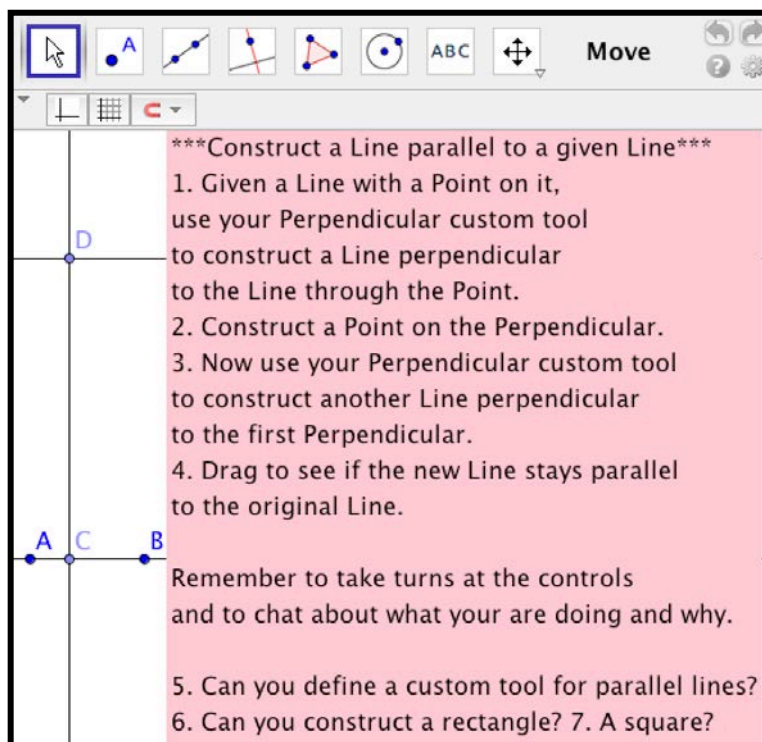 A
ABC
Move
***Construct a Line parallel to a given Line***
1. Given a Line with a Point on it,
use your Perpendicular custom tool
to construct a Line perpendicular
to the Line through the Point.
2. Construct a Point on the Perpendicular.
3. Now use your Perpendicular custom tool
to construct another Line perpendicular
to the first Perpendicular.
4. Drag to see if the new Line stays parallel
to the original Line.
Remember to take turns at the controls
and to chat about what your are doing and why.
5. Can you define a custom tool for parallel lines?
6. Can you construct a rectangle? 7. A square?
D
A C B